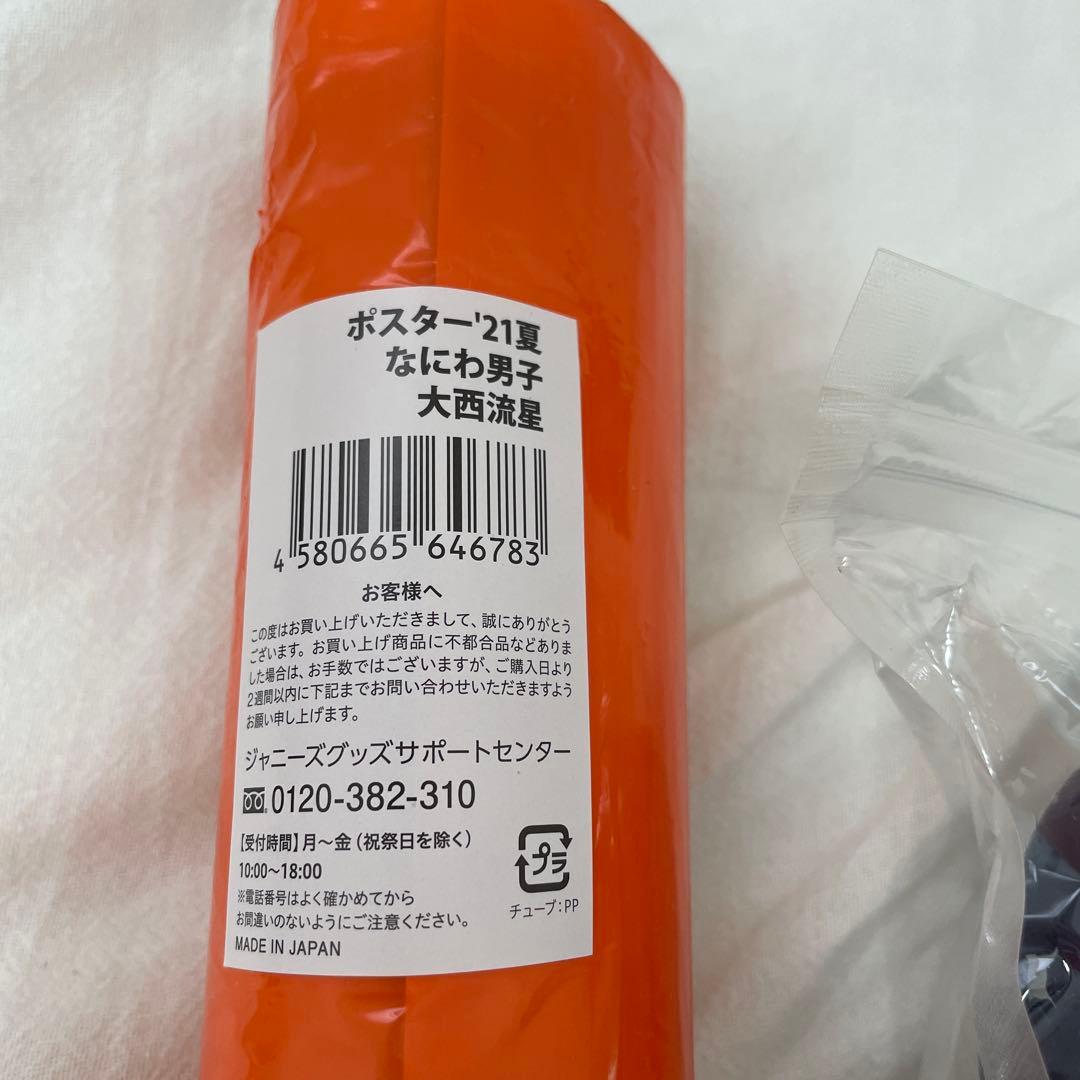 ポスター'21夏
なにわ男子
大西流星
4 580665 646783
お客様へ
この度はお買い上げいただきまして、誠にありがとう
ございます。お買い上げ商品に不都合品などありま
した場合は、お手数ではございますが、ご購入日より
2週間以内に下記までお問い合わせいただきますよう
お願い申し上げます。
ジャニーズグッズサポートセンター
0120-382-310
【受付時間】月〜金(祝祭日を除く)
10:00〜18:00
※電話番号はよく確かめてから
お間違いのないようにご注意ください。
MADE IN JAPAN
プラ
チューブ:PP